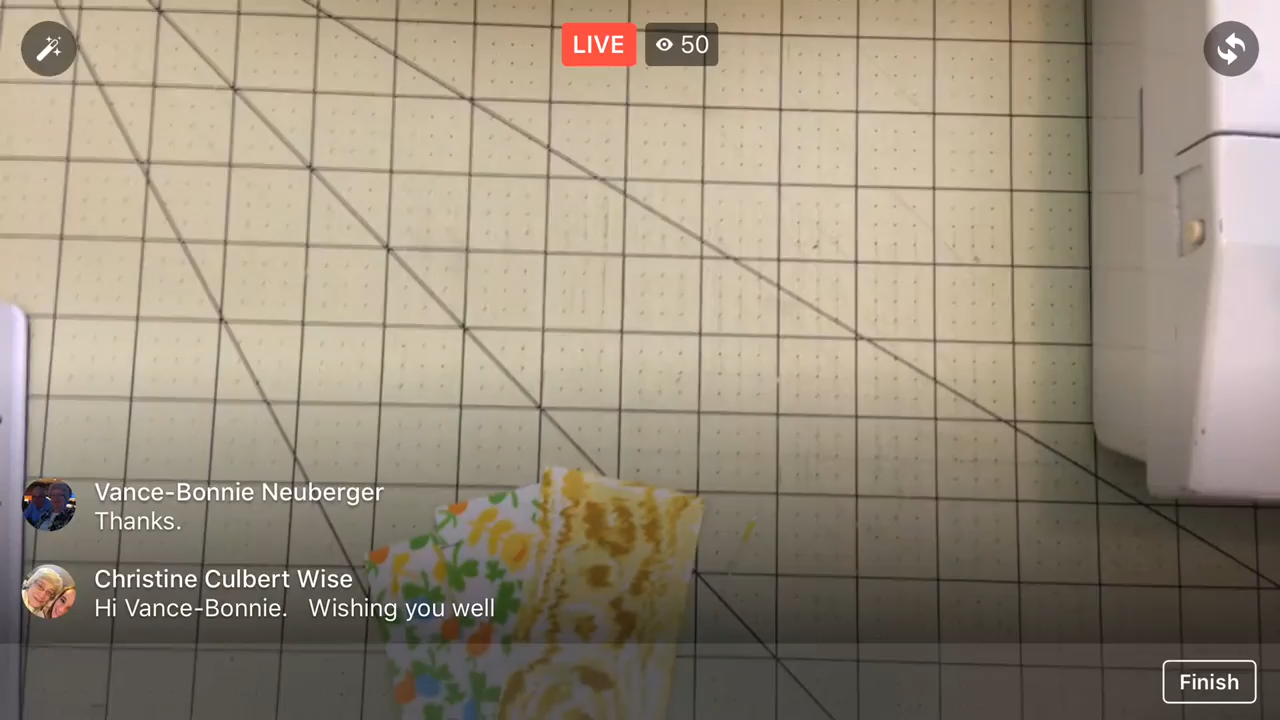 LIVE 50
Vance-Bonnie Neuberger
Thanks.
Christine Culbert Wise
Hi Vance-Bonnie. Wishing you well
Finish